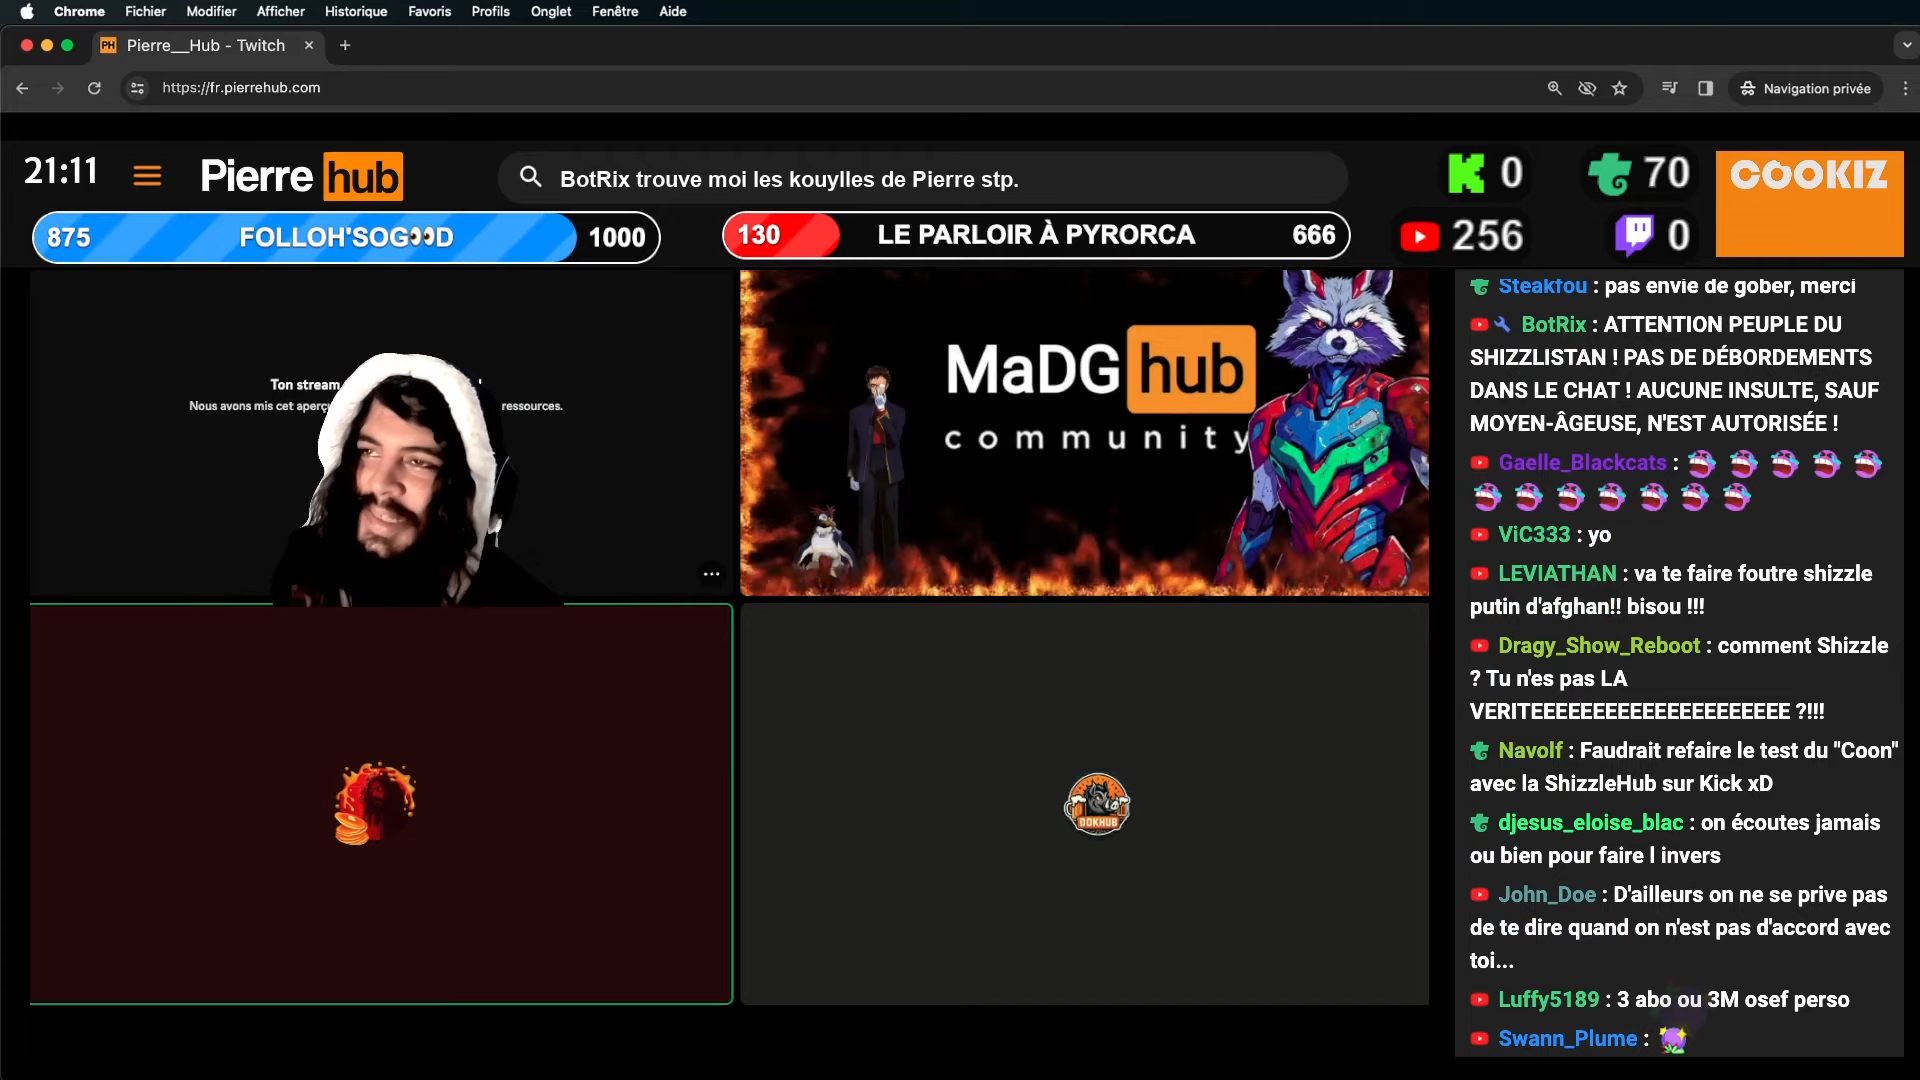 Chrome Fichier Modifier Afficher Historique Favoris Profils Onglet Fenêtre Aide
PH Pierre__Hub - Twitch
https://fr.pierrehub.com
Navigation privée
21:11
Pierre hub
BotRix trouve moi les kouylles de Pierre stp.
0
70
COOKIZ
875 FOLLOH'SOG👀D 1000
130 LE PARLOIR À PYRORCA 666
256
0
Ton stream
Nous avons mis cet aperçu
ressources.
MaDG hub
community
DOKHUB
Steakfou : pas envie de gober, merci
BotRix : ATTENTION PEUPLE DU
SHIZZLISTAN ! PAS DE DÉBORDEMENTS
DANS LE CHAT ! AUCUNE INSULTE, SAUF
MOYEN-ÂGEUSE, N'EST AUTORISÉE !
Gaelle_Blackcats :
ViC333 : yo
LEVIATHAN : va te faire foutre shizzle
putin d'afghan!! bisou !!!
Dragy_Show_Reboot : comment Shizzle
? Tu n'es pas LA
VERITEEEEEEEEEEEEEEEEEEEEE ?!!!
Navolf : Faudrait refaire le test du "Coon"
avec la ShizzleHub sur Kick xD
djesus_eloise_blac : on écoutes jamais
ou bien pour faire l invers
John_Doe : D'ailleurs on ne se prive pas
de te dire quand on n'est pas d'accord avec
toi...
Luffy5189 : 3 abo ou 3M osef perso
Swann_Plume :